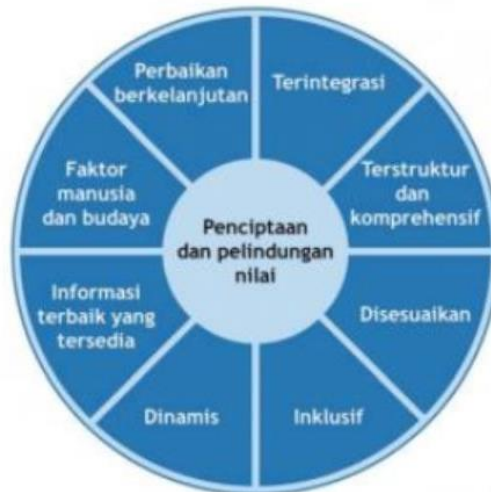 Perbaikan
berkelanjutan
Terintegrasi
Faktor
manusia
dan budaya
Terstruktur
dan
komprehensif
Penciptaan
dan pelindungan
nilai
Informasi
terbaik yang
tersedia
Disesuaikan
Dinamis
Inklusif